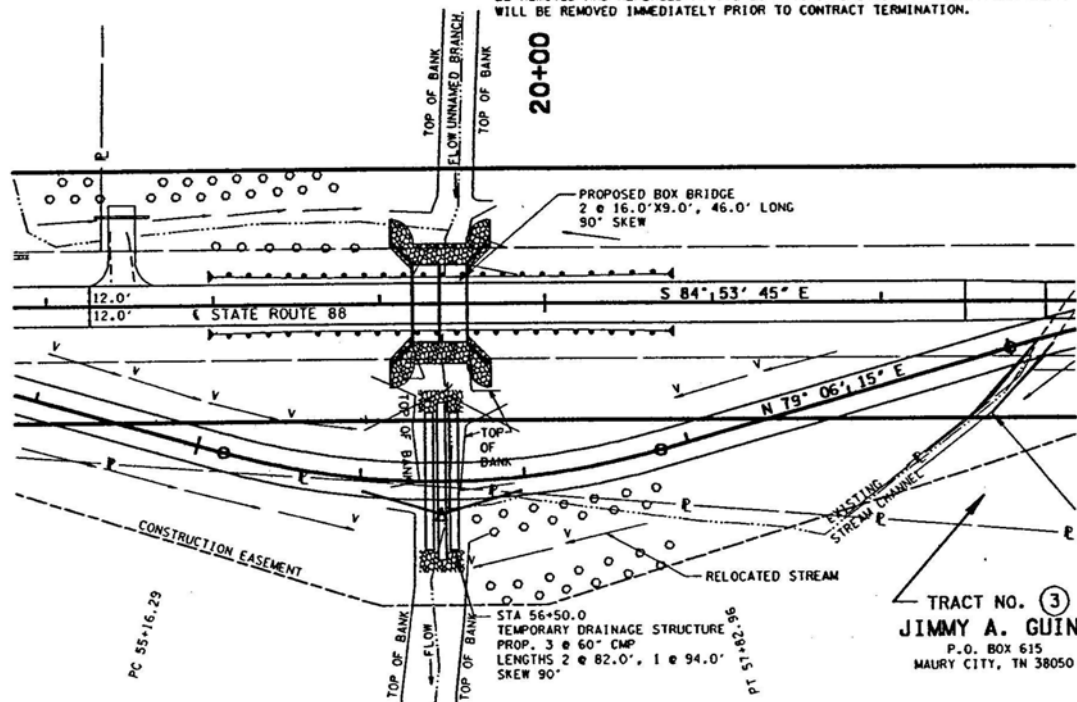 WILL BE REMOVED IMMEDIATELY PRIOR TO CONTRACT TERMINATION.
20+00
TOP OF BANK
FLOW UNNAMED BRANCH
TOP OF BANK
PROPOSED BOX BRIDGE
2 @ 16.0'X9.0', 46.0' LONG
90° SKEW
12.0'
12.0'
℄ STATE ROUTE 88
S 84° 53' 45" E
N 79° 06' 15" E
TOP OF BANK
TOP
OF
BANK
EXISTING
STREAM CHANNEL
CONSTRUCTION EASEMENT
RELOCATED STREAM
PC 55+16.29
PT 57+82.96
TOP OF BANK
FLOW
TOP OF BANK
STA 56+50.0
TEMPORARY DRAINAGE STRUCTURE
PROP. 3 @ 60" CMP
LENGTHS 2 @ 82.0', 1 @ 94.0'
SKEW 90°
TRACT NO. 3
JIMMY A. GUIN
P.O. BOX 615
MAURY CITY, TN 38050